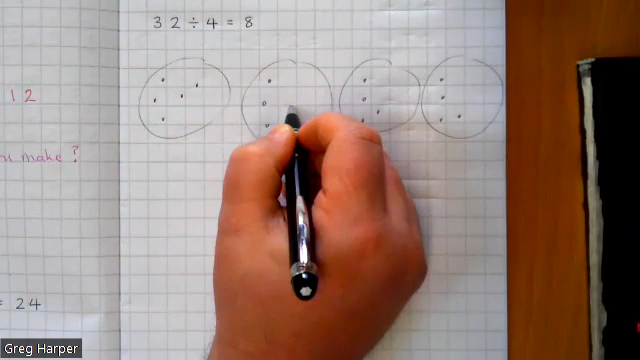 32 ÷ 4 = 8
12
make ?
= 24
Greg Harper